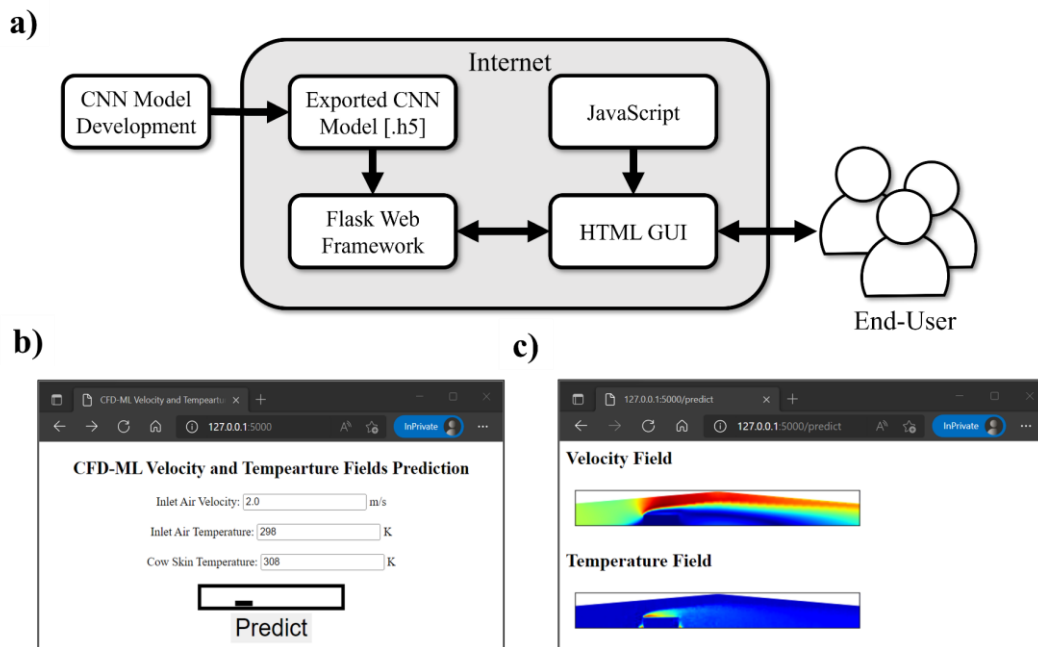 a)
Internet
CNN Model
Development
Exported CNN
Model [.h5]
JavaScript
Flask Web
Framework
HTML GUI
End-User
b)
CFD-ML Velocity and Tempeartu
127.0.0.1:5000
InPrivate
CFD-ML Velocity and Tempearture Fields Prediction
Inlet Air Velocity: 2.0 m/s
Inlet Air Temperature: 298 K
Cow Skin Temperature: 308 K
Predict
c)
127.0.0.1:5000/predict
127.0.0.1:5000/predict
InPrivate
Velocity Field
Temperature Field